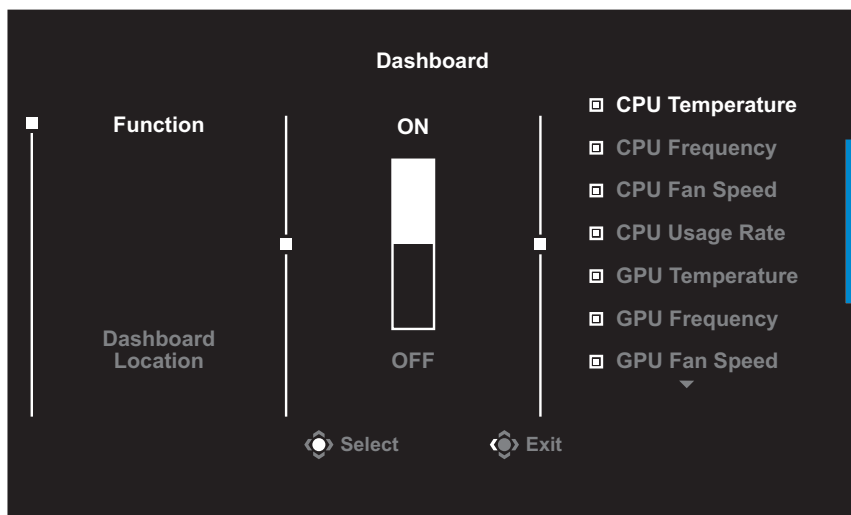 Dashboard
Function
Dashboard
Location
ON
OFF
CPU Temperature
CPU Frequency
CPU Fan Speed
CPU Usage Rate
GPU Temperature
GPU Frequency
GPU Fan Speed
Select
Exit